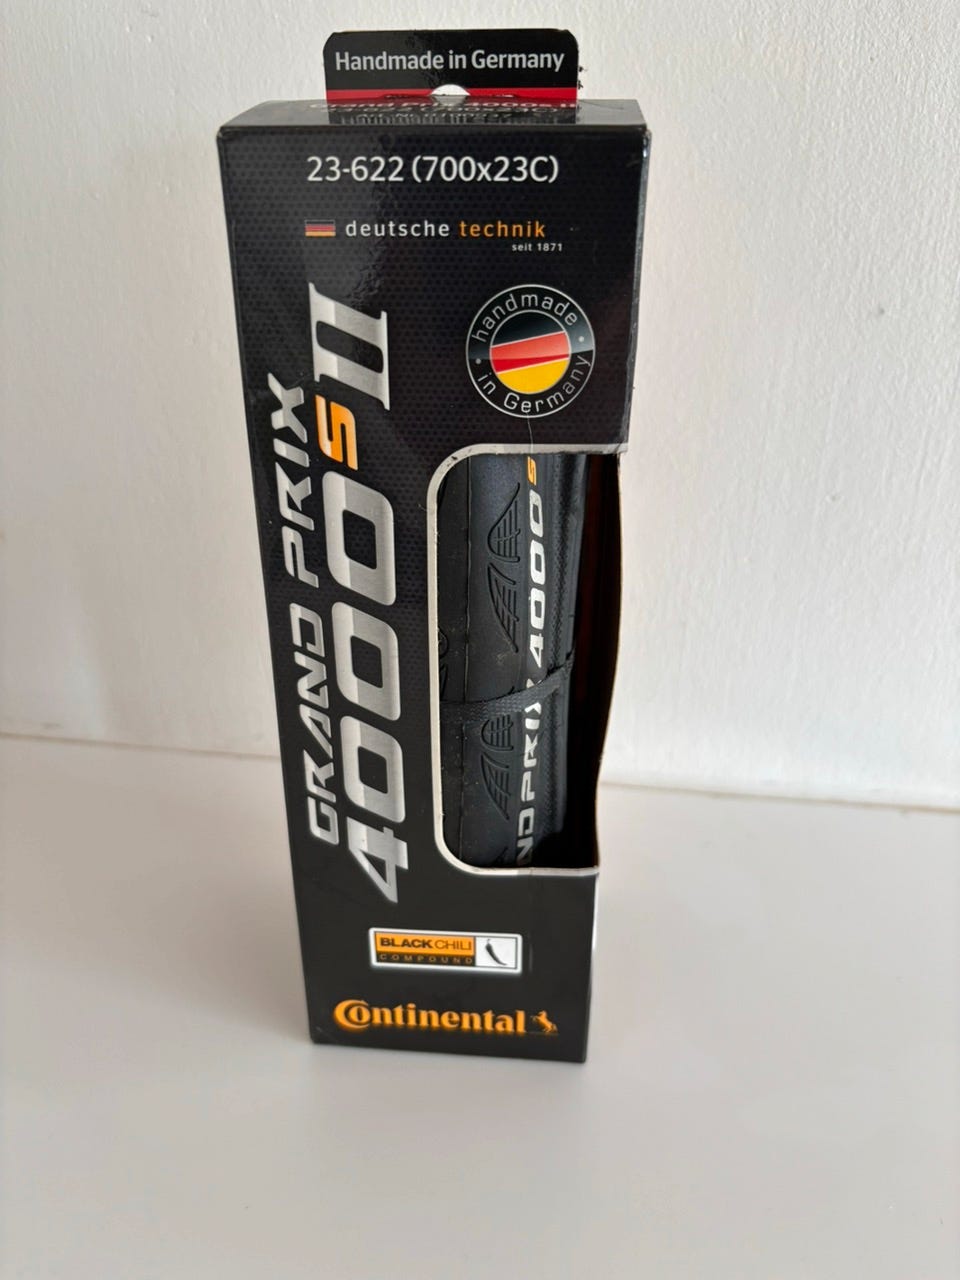 Handmade in Germany
23-622 (700x23C)
deutsche technik
seit 1871
handmade
in Germany
GRAND PRIX
4000 S II
PRIX 4000 S
BLACK CHILI
COMPOUND
Continental